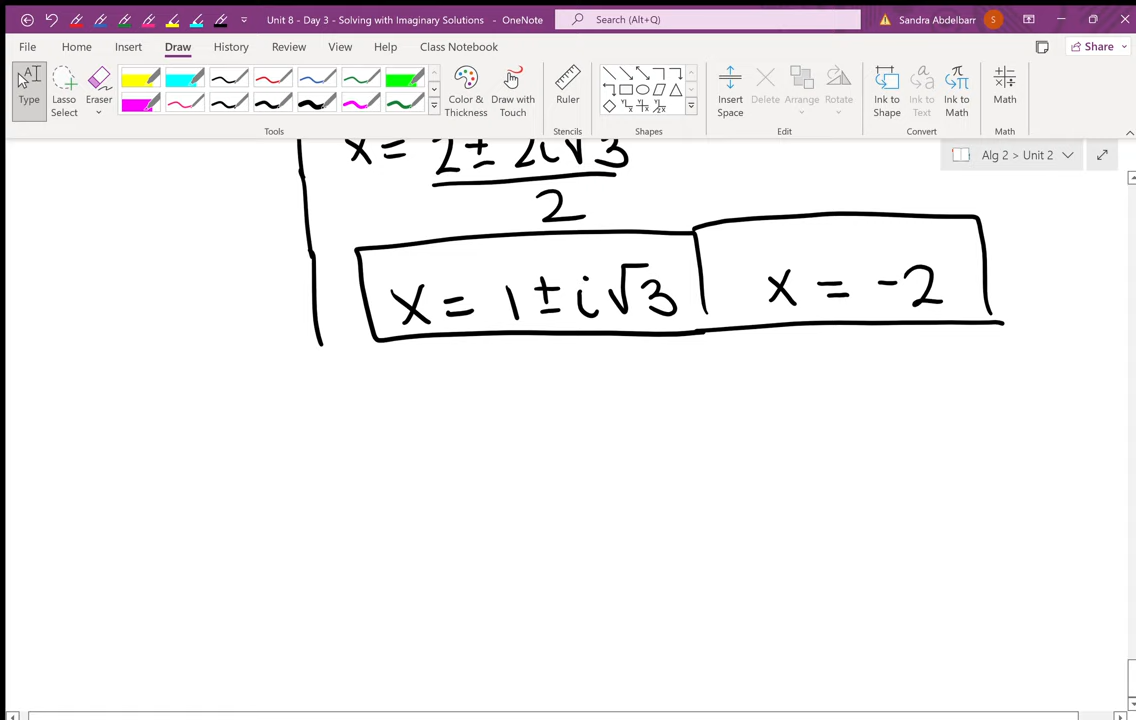 Unit 8 - Day 3 - Solving with Imaginary Solutions - OneNote
Search (Alt+Q)
Sandra Abdelbarr
S
File Home Insert Draw History Review View Help Class Notebook
Share
Type
Lasso Select
Eraser
Color & Thickness
Draw with Touch
Ruler
Insert Space
Delete
Arrange
Rotate
Ink to Shape
Ink to Text
Ink to Math
Math
Tools Stencils Shapes Edit Convert Math
Alg 2 > Unit 2
x = 2 ± 2i√3
2
x = 1 ± i√3
x = -2